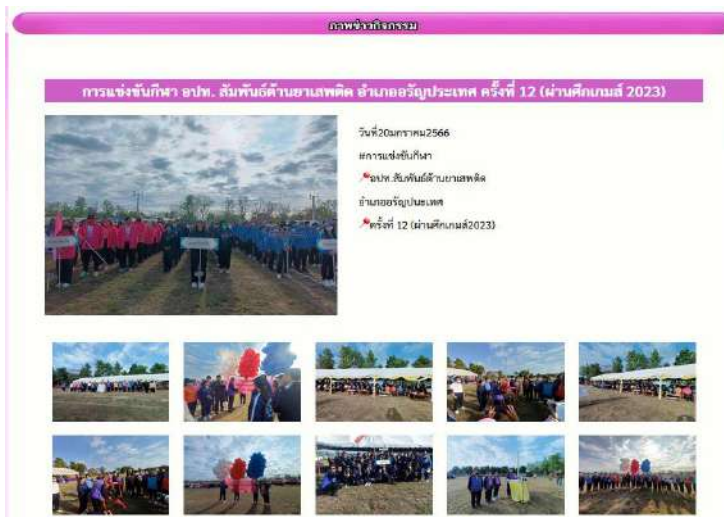 ภาพข่าวกิจกรรม
การแข่งขันกีฬา อปท. สัมพันธ์ต้านยาเสพติด อำเภออรัญประเทศ ครั้งที่ 12 (ผ่านศึกเกมส์ 2023)
วันที่20มกราคม2566
#การแข่งขันกีฬา
📍อปท.สัมพันธ์ต้านยาเสพติด
อำเภออรัญประเทศ
📍ครั้งที่ 12 (ผ่านศึกเกมส์2023)